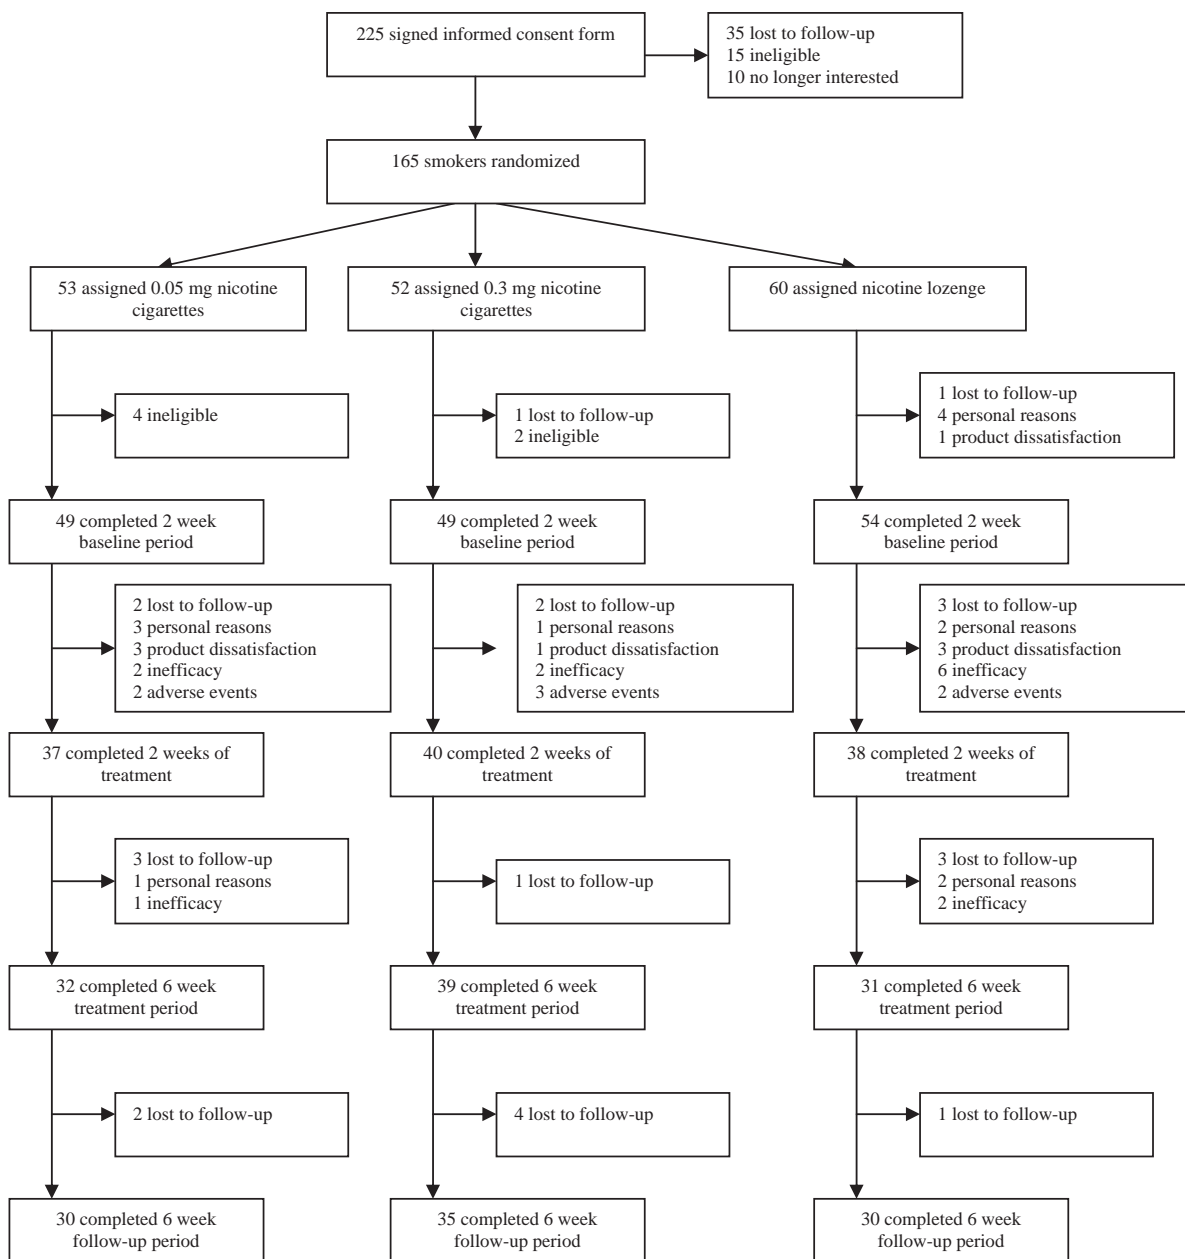 225 signed informed consent form
35 lost to follow-up
15 ineligible
10 no longer interested
165 smokers randomized
53 assigned 0.05 mg nicotine
cigarettes
52 assigned 0.3 mg nicotine
cigarettes
60 assigned nicotine lozenge
4 ineligible
1 lost to follow-up
2 ineligible
1 lost to follow-up
4 personal reasons
1 product dissatisfaction
49 completed 2 week
baseline period
49 completed 2 week
baseline period
54 completed 2 week
baseline period
2 lost to follow-up
3 personal reasons
3 product dissatisfaction
2 inefficacy
2 adverse events
2 lost to follow-up
1 personal reasons
1 product dissatisfaction
2 inefficacy
3 adverse events
3 lost to follow-up
2 personal reasons
3 product dissatisfaction
6 inefficacy
2 adverse events
37 completed 2 weeks of
treatment
40 completed 2 weeks of
treatment
38 completed 2 weeks of
treatment
3 lost to follow-up
1 personal reasons
1 inefficacy
1 lost to follow-up
3 lost to follow-up
2 personal reasons
2 inefficacy
32 completed 6 week
treatment period
39 completed 6 week
treatment period
31 completed 6 week
treatment period
2 lost to follow-up
4 lost to follow-up
1 lost to follow-up
30 completed 6 week
follow-up period
35 completed 6 week
follow-up period
30 completed 6 week
follow-up period